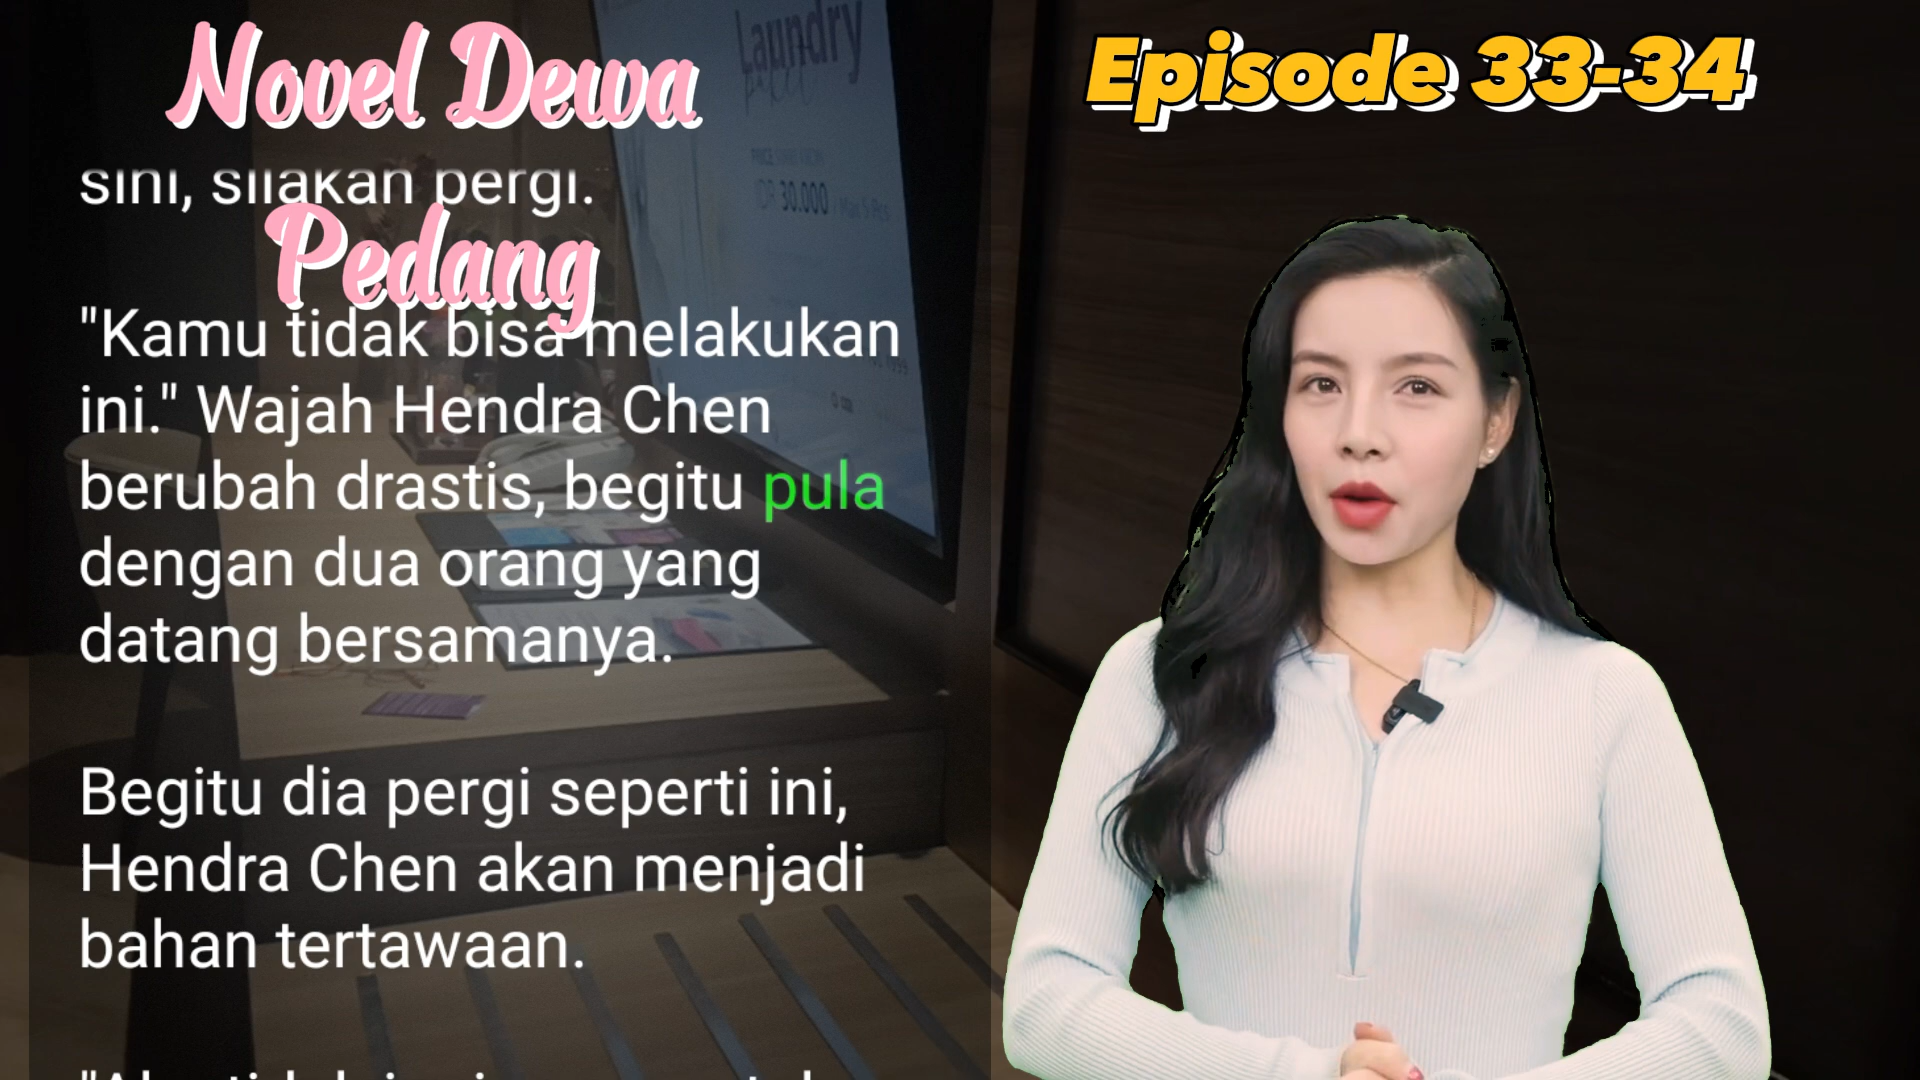 Novel Dewa
Pedang
Episode 33-34
sini, silakan pergi.
"Kamu tidak bisa melakukan
ini." Wajah Hendra Chen
berubah drastis, begitu pula
dengan dua orang yang
datang bersamanya.
Begitu dia pergi seperti ini,
Hendra Chen akan menjadi
bahan tertawaan.
Laundry
30.000